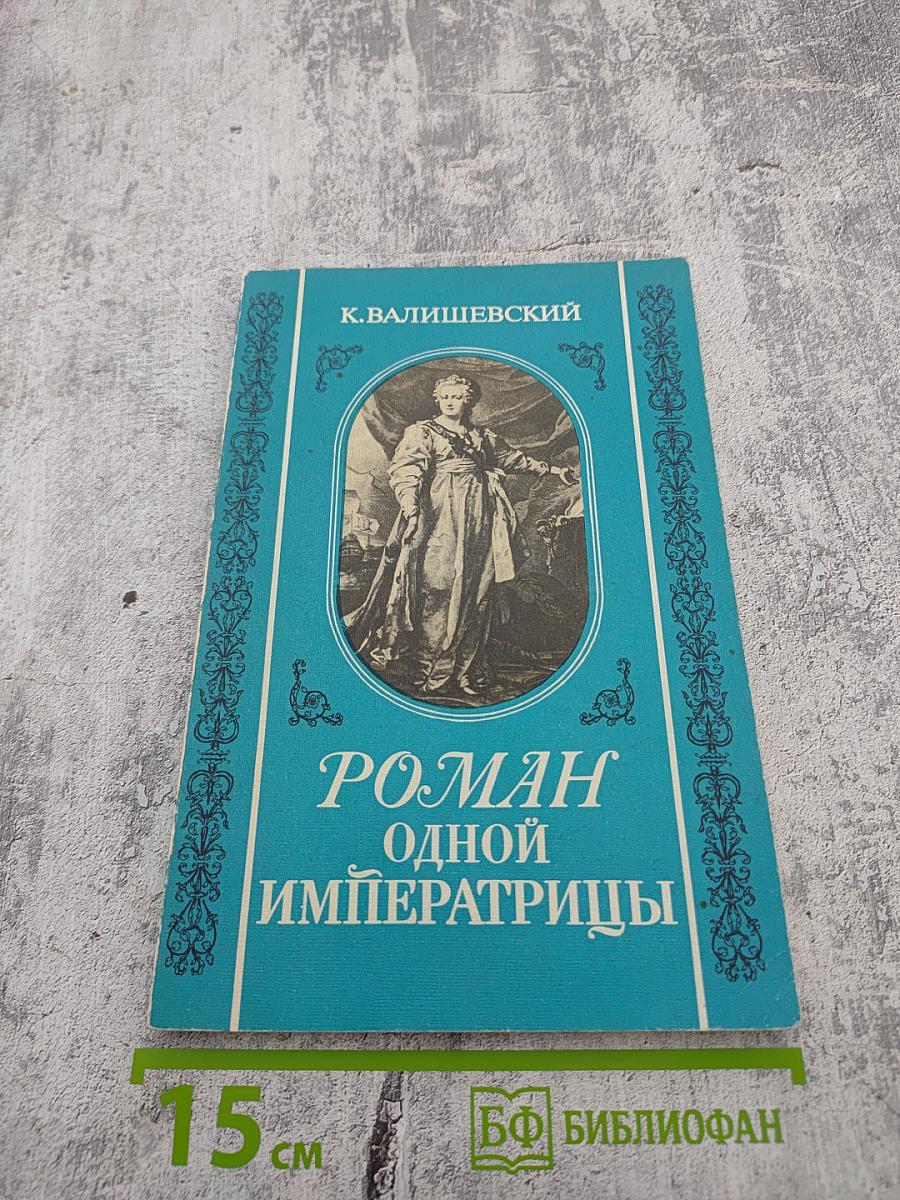 К. ВАЛИШЕВСКИЙ
РОМАН
ОДНОЙ
ИМПЕРАТРИЦЫ
15 см
БФ БИБЛИОФАН